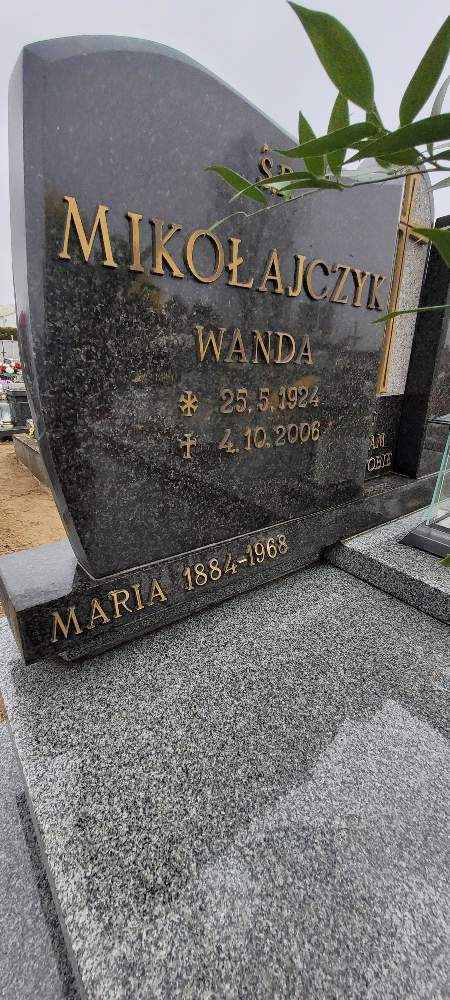 MIKOŁAJCZYK
WANDA
25.5.1924
4.10.2006
MARIA 1884-1968